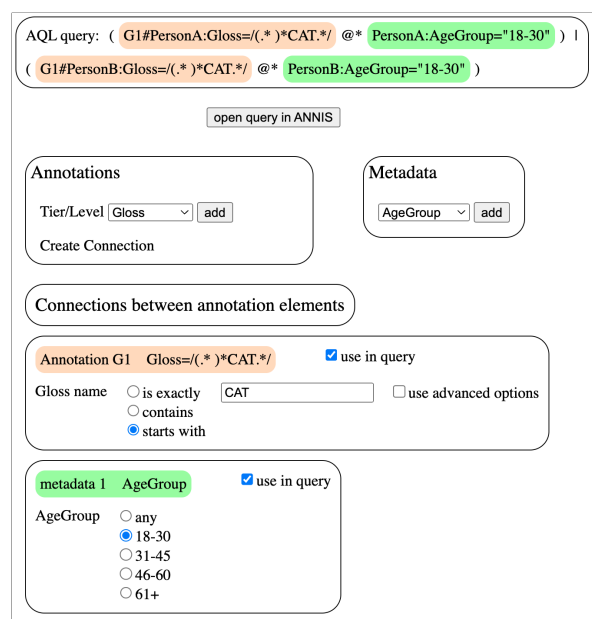 AQL query: ( G1#PersonA:Gloss=/(.* )*CAT.*/ @* PersonA:AgeGroup="18-30" ) |
( G1#PersonB:Gloss=/(.* )*CAT.*/ @* PersonB:AgeGroup="18-30" )
open query in ANNIS
Annotations
Tier/Level Gloss add
Create Connection
Metadata
AgeGroup add
Connections between annotation elements
Annotation G1 Gloss=/(.* )*CAT.*/ use in query
Gloss name is exactly CAT use advanced options
contains
starts with
metadata 1 AgeGroup use in query
AgeGroup any
18-30
31-45
46-60
61+